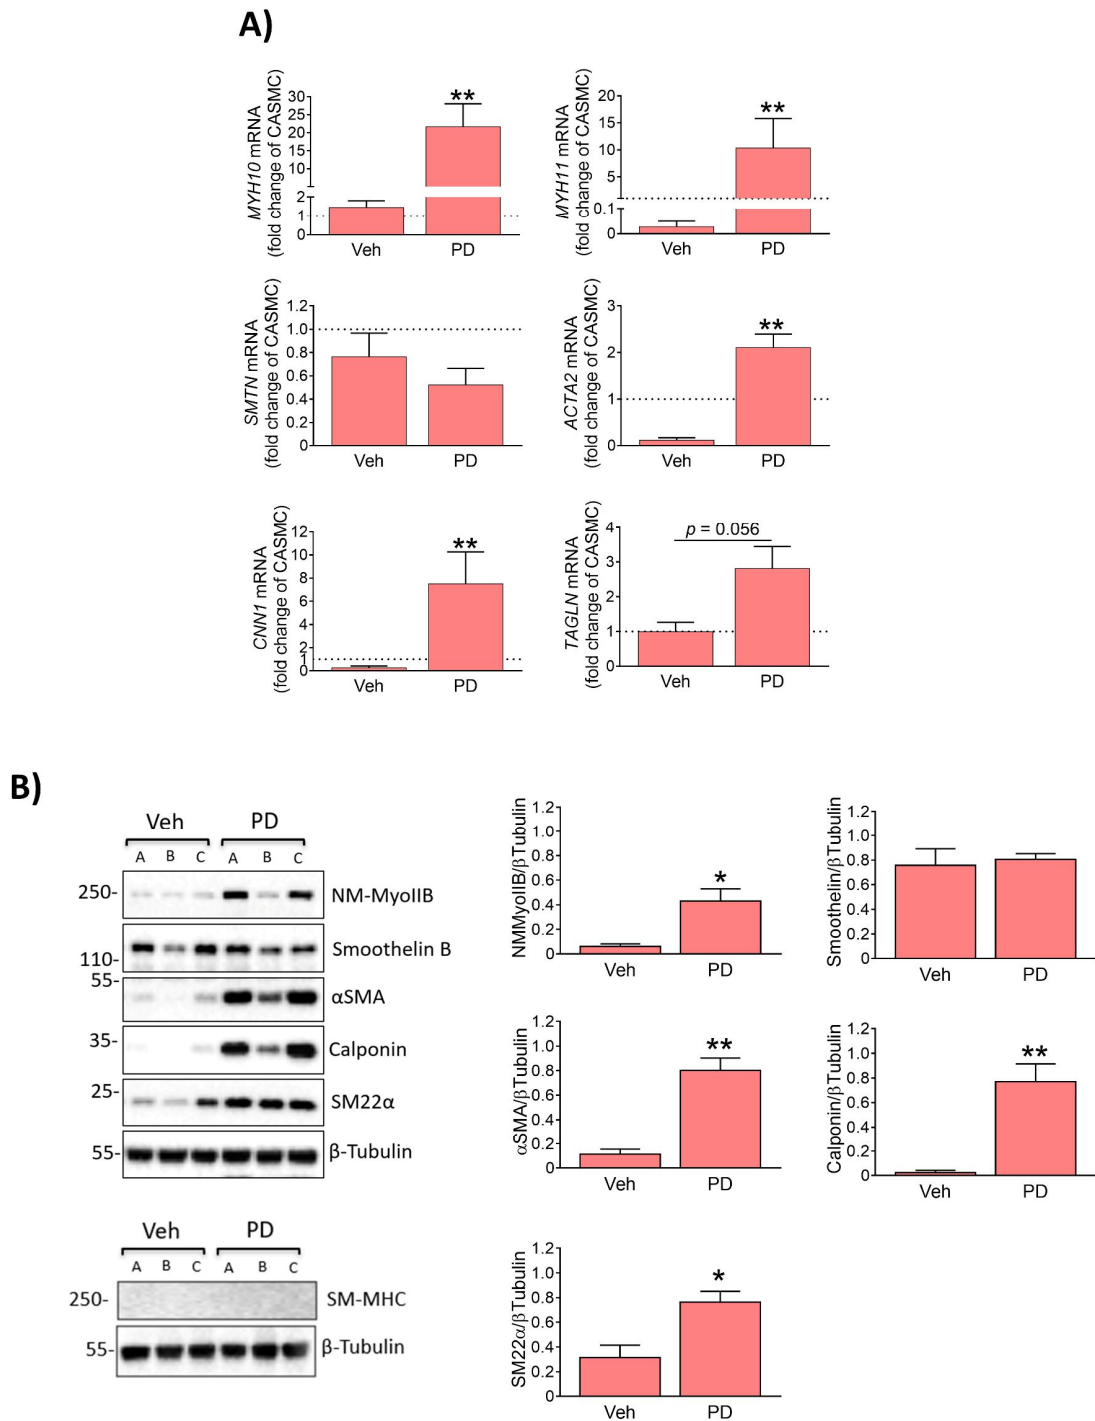 A)
MYH10 mRNA
(fold change of CASMC)
30
25
20
15
10
5
2
1
0
**
Veh PD
MYH11 mRNA
(fold change of CASMC)
20
15
10
5
0.1
0
**
Veh PD
SMTN mRNA
(fold change of CASMC)
1.2
1.0
0.8
0.6
0.4
0.2
0
Veh PD
ACTA2 mRNA
(fold change of CASMC)
3
2
1
0
**
Veh PD
CNN1 mRNA
(fold change of CASMC)
12
10
8
6
4
2
1
0
**
Veh PD
TAGLN mRNA
(fold change of CASMC)
4
3
2
1
0
p = 0.056
Veh PD
B)
Veh PD
A B C A B C
250- NM-MyoIIB
110- Smoothelin B
55- αSMA
35- Calponin
25- SM22α
55- β-Tubulin
Veh PD
A B C A B C
250- SM-MHC
55- β-Tubulin
NMMyoIIB/βTubulin
1.2
1.0
0.8
0.6
0.4
0.2
0
*
Veh PD
Smoothelin/βTubulin
1.2
1.0
0.8
0.6
0.4
0.2
0
Veh PD
αSMA/βTubulin
1.2
1.0
0.8
0.6
0.4
0.2
0
**
Veh PD
Calponin/βTubulin
1.2
1.0
0.8
0.6
0.4
0.2
0
**
Veh PD
SM22α/βTubulin
1.2
1.0
0.8
0.6
0.4
0.2
0
*
Veh PD